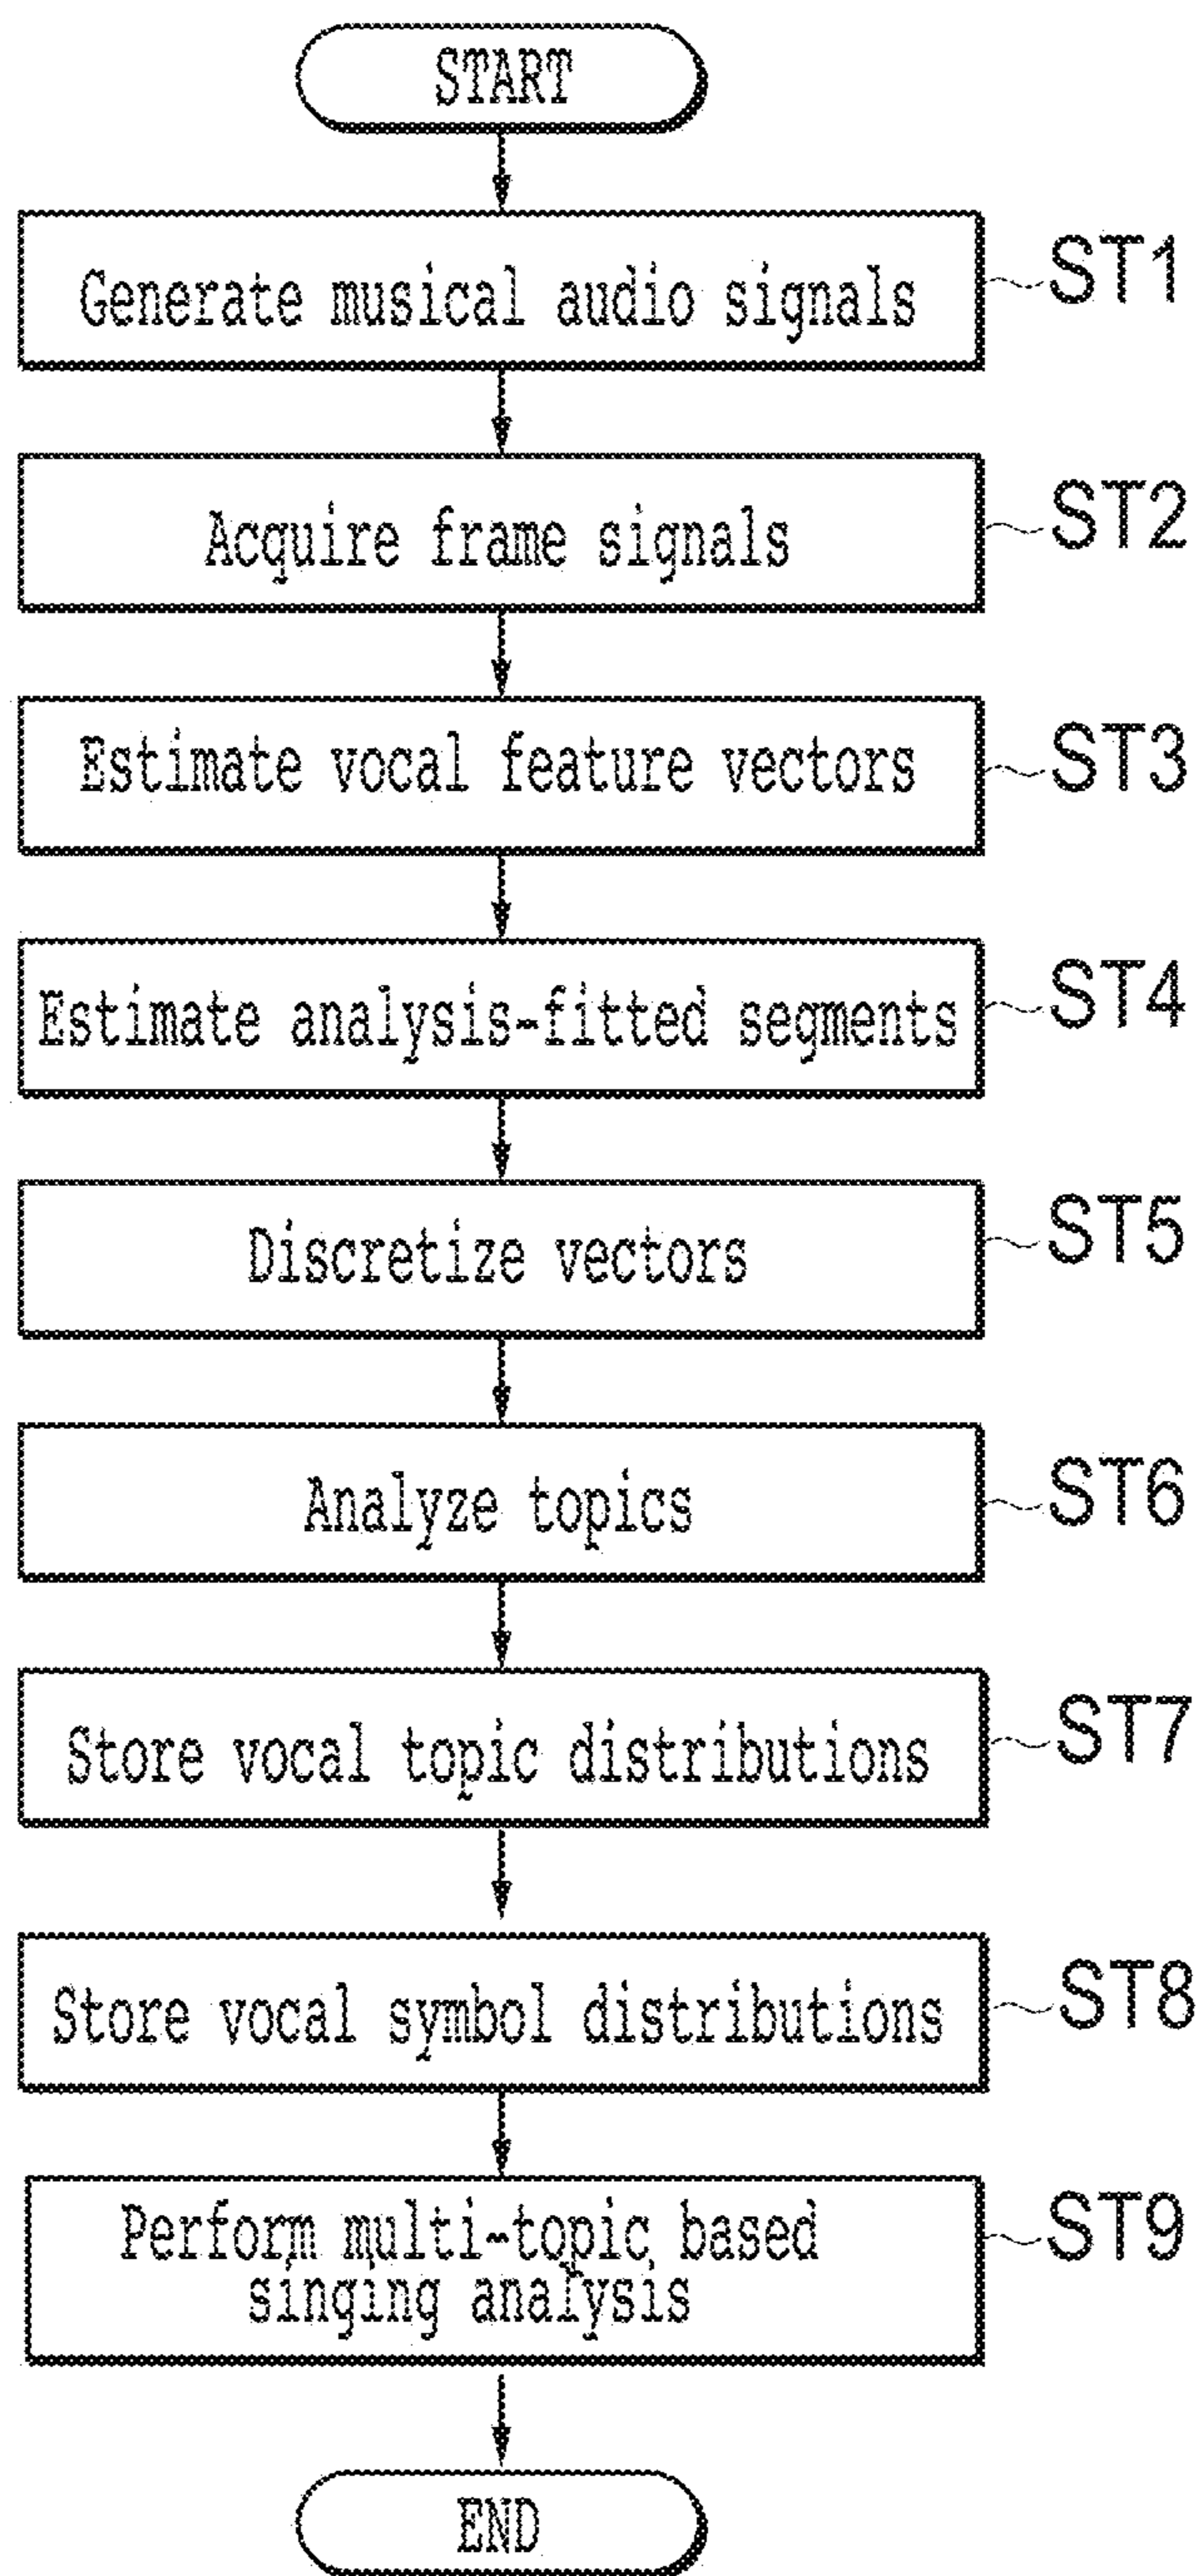 START
Generate musical audio signals
ST1
Acquire frame signals
ST2
Estimate vocal feature vectors
ST3
Estimate analysis-fitted segments
ST4
Discretize vectors
ST5
Analyze topics
ST6
Store vocal topic distributions
ST7
Store vocal symbol distributions
ST8
Perform multi-topic based
singing analysis
ST9
END